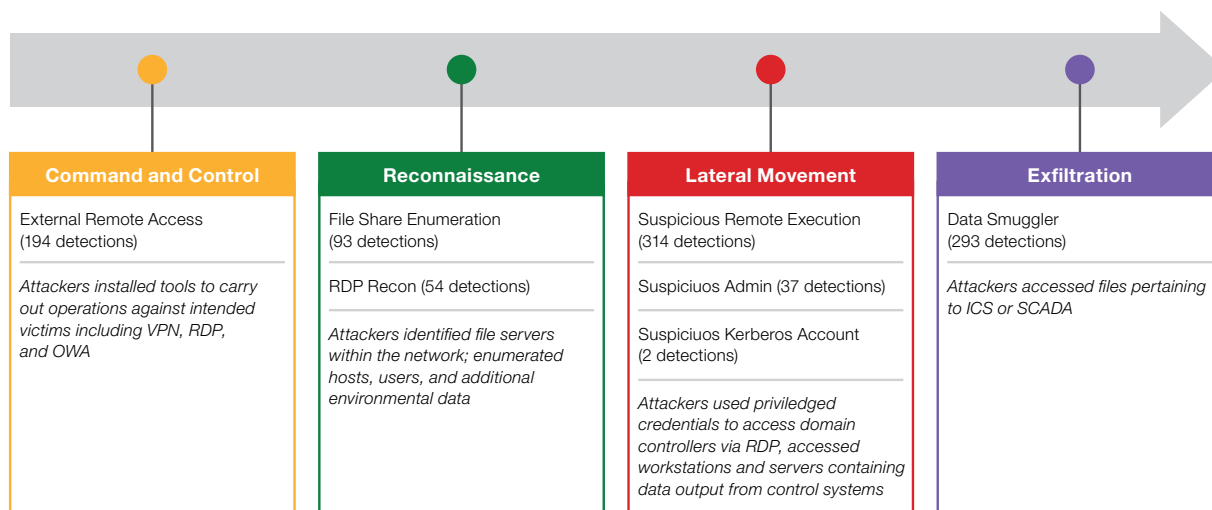 Command and Control
External Remote Access
(194 detections)
Attackers installed tools to carry
out operations against intended
victims including VPN, RDP,
and OWA
Reconnaissance
File Share Enumeration
(93 detections)
RDP Recon (54 detections)
Attackers identified file servers
within the network; enumerated
hosts, users, and additional
environmental data
Lateral Movement
Suspicious Remote Execution
(314 detections)
Suspiciuos Admin (37 detections)
Suspiciuos Kerberos Account
(2 detections)
Attackers used priviledged
credentials to access domain
controllers via RDP, accessed
workstations and servers containing
data output from control systems
Exfiltration
Data Smuggler
(293 detections)
Attackers accessed files pertaining
to ICS or SCADA